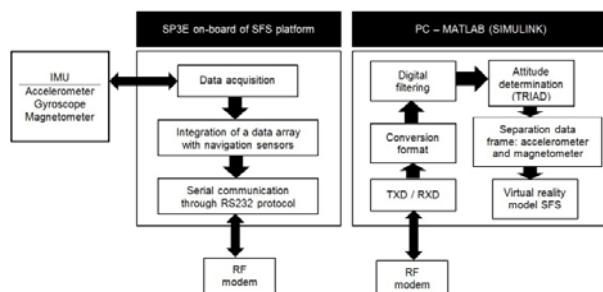 SP3E on-board of SFS platform
PC – MATLAB (SIMULINK)
IMU
Accelerometer
Gyroscope
Magnetometer
Data acquisition
Integration of a data array
with navigation sensors
Serial communication
through RS232 protocol
RF
modem
Digital
filtering
Conversion
format
TXD / RXD
RF
modem
Attitude
determination
(TRIAD)
Separation data
frame: accelerometer
and magnetometer
Virtual reality
model SFS